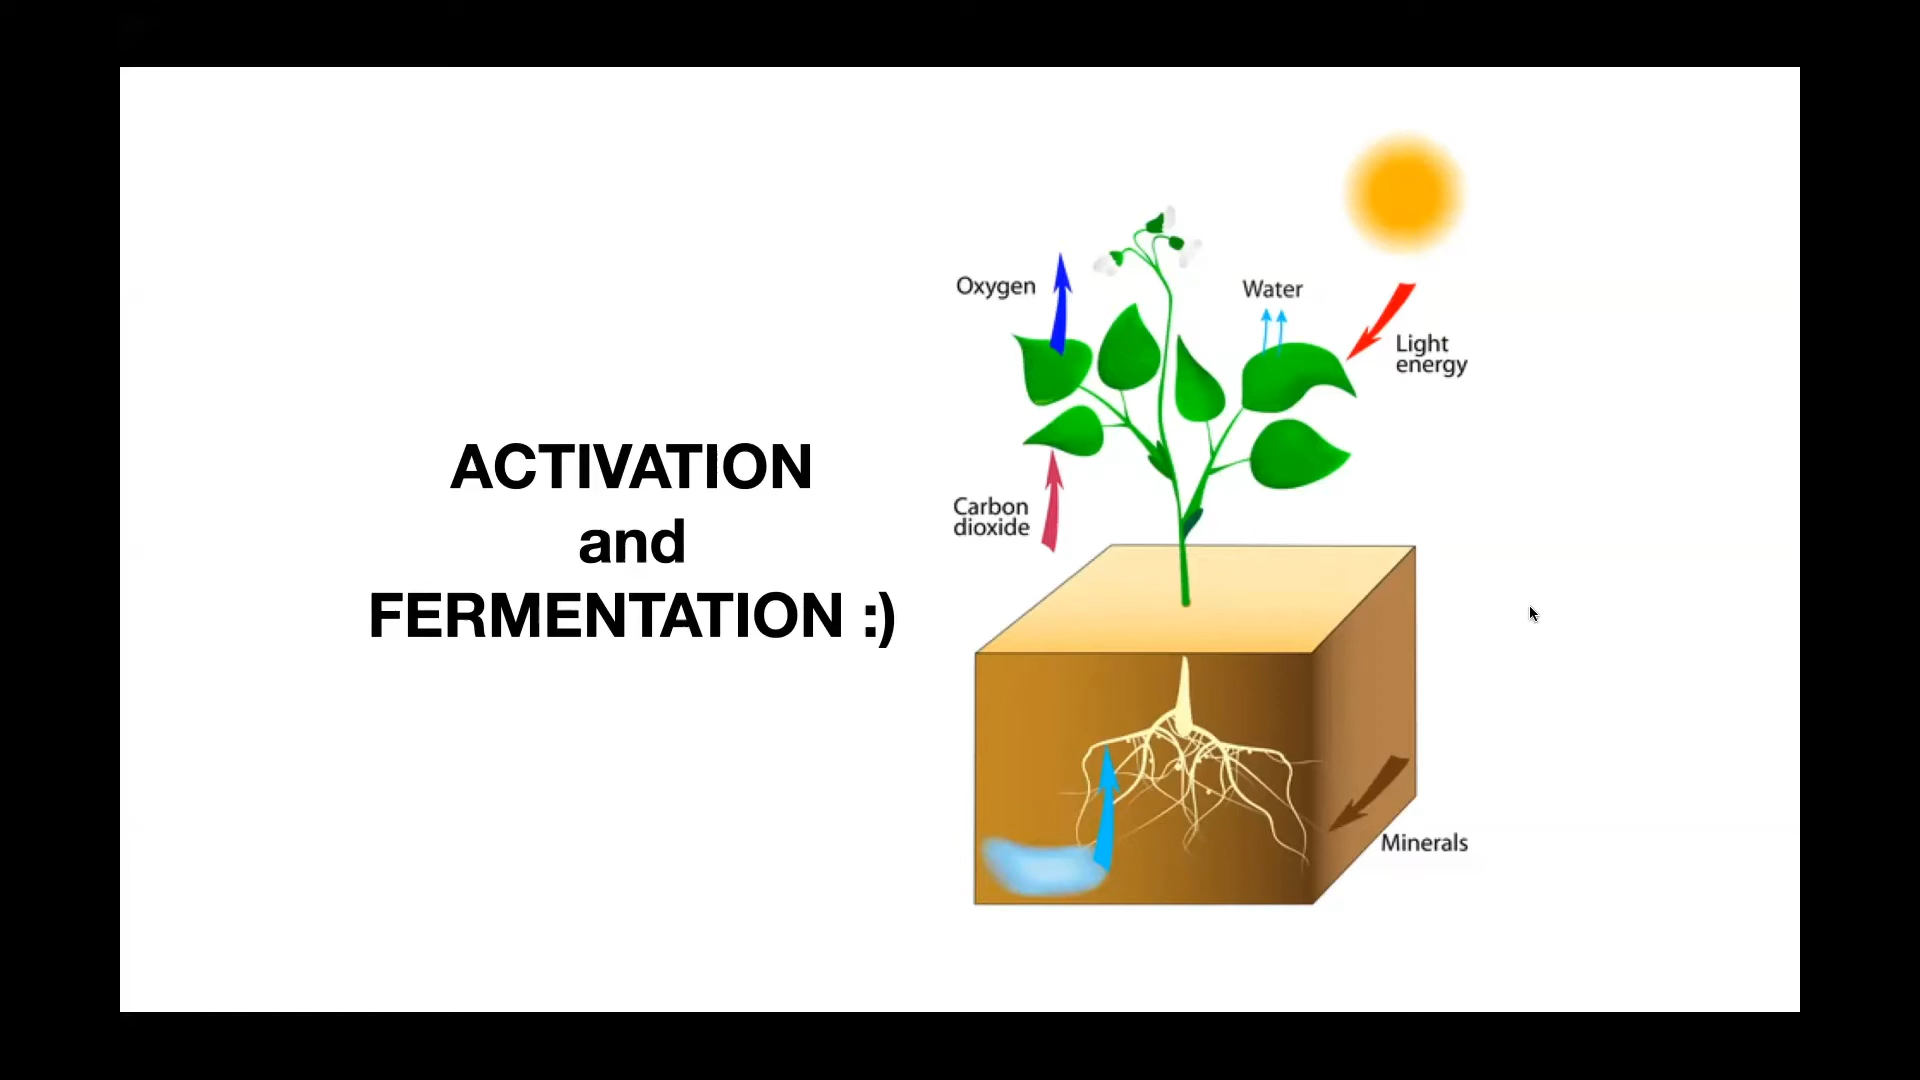 ACTIVATION
and
FERMENTATION :)
Oxygen
Water
Light
energy
Carbon
dioxide
Minerals